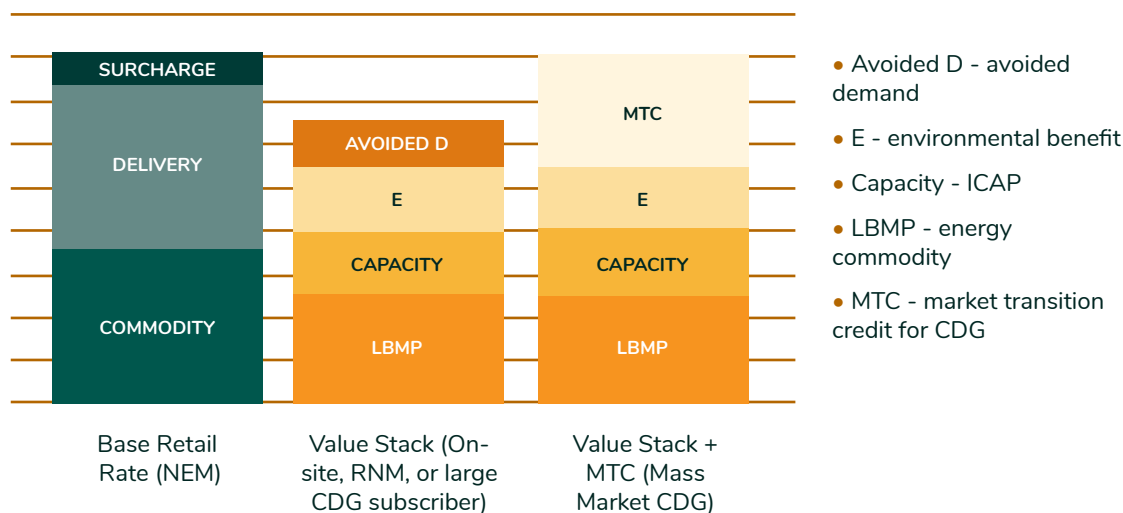 SURCHARGE
DELIVERY
COMMODITY
AVOIDED D
E
CAPACITY
LBMP
MTC
E
CAPACITY
LBMP
Base Retail
Rate (NEM)
Value Stack (On-
site, RNM, or large
CDG subscriber)
Value Stack +
MTC (Mass
Market CDG)
• Avoided D - avoided
demand
• E - environmental benefit
• Capacity - ICAP
• LBMP - energy
commodity
• MTC - market transition
credit for CDG